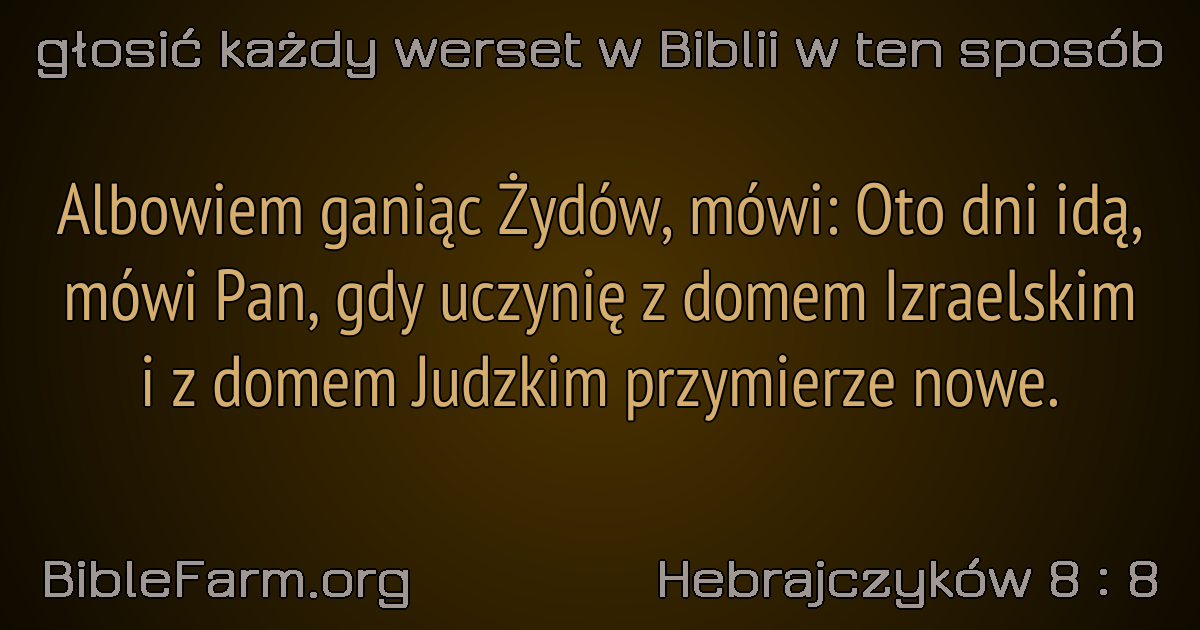 głosić każdy werset w Biblii w ten sposób
Albowiem ganiąc Żydów, mówi: Oto dni idą,
mówi Pan, gdy uczynię z domem Izraelskim
i z domem Judzkim przymierze nowe.
BibleFarm.org
Hebrajczyków 8 : 8